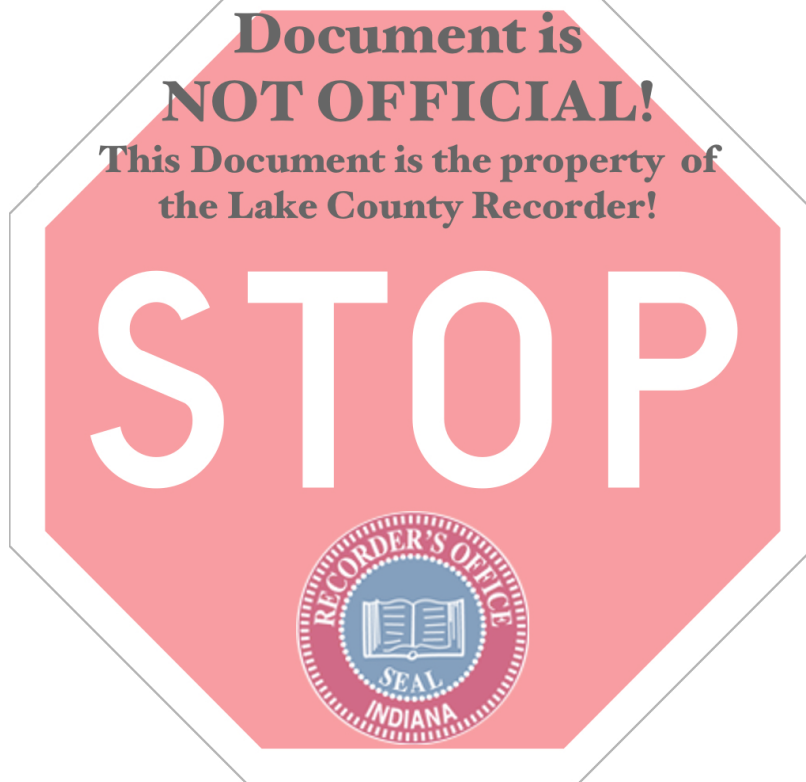 Document is
NOT OFFICIAL!
This Document is the property of
the Lake County Recorder!
STOP
RECORDER'S OFFICE
SEAL
INDIANA